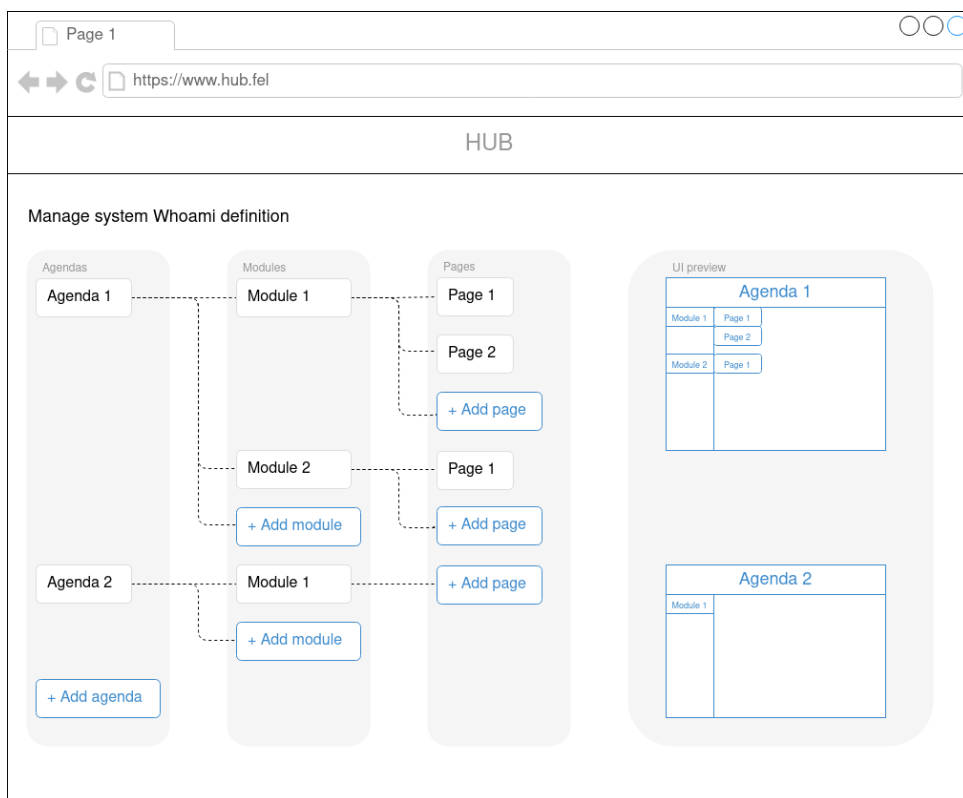 Page 1
https://www.hub.fel
HUB
Manage system Whoami definition
Agendas
Modules
Pages
UI preview
Agenda 1
Module 1
Page 1
Page 2
+ Add page
Module 2
Page 1
+ Add module
+ Add page
Agenda 2
Module 1
+ Add page
+ Add module
+ Add agenda
Agenda 1
Module 1
Page 1
Page 2
Module 2
Page 1
Agenda 2
Module 1